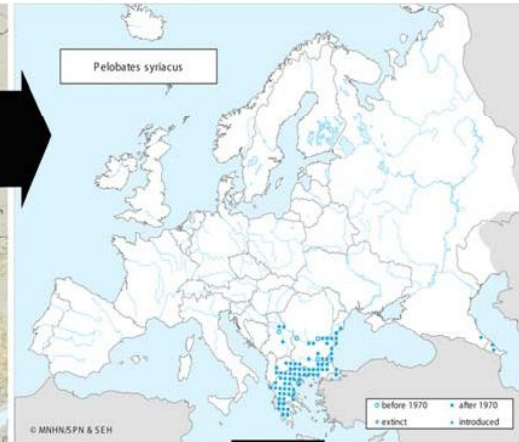 Pelobates syriacus
before 1970
after 1970
extinct
introduced
© MNHN/SPN & SEH